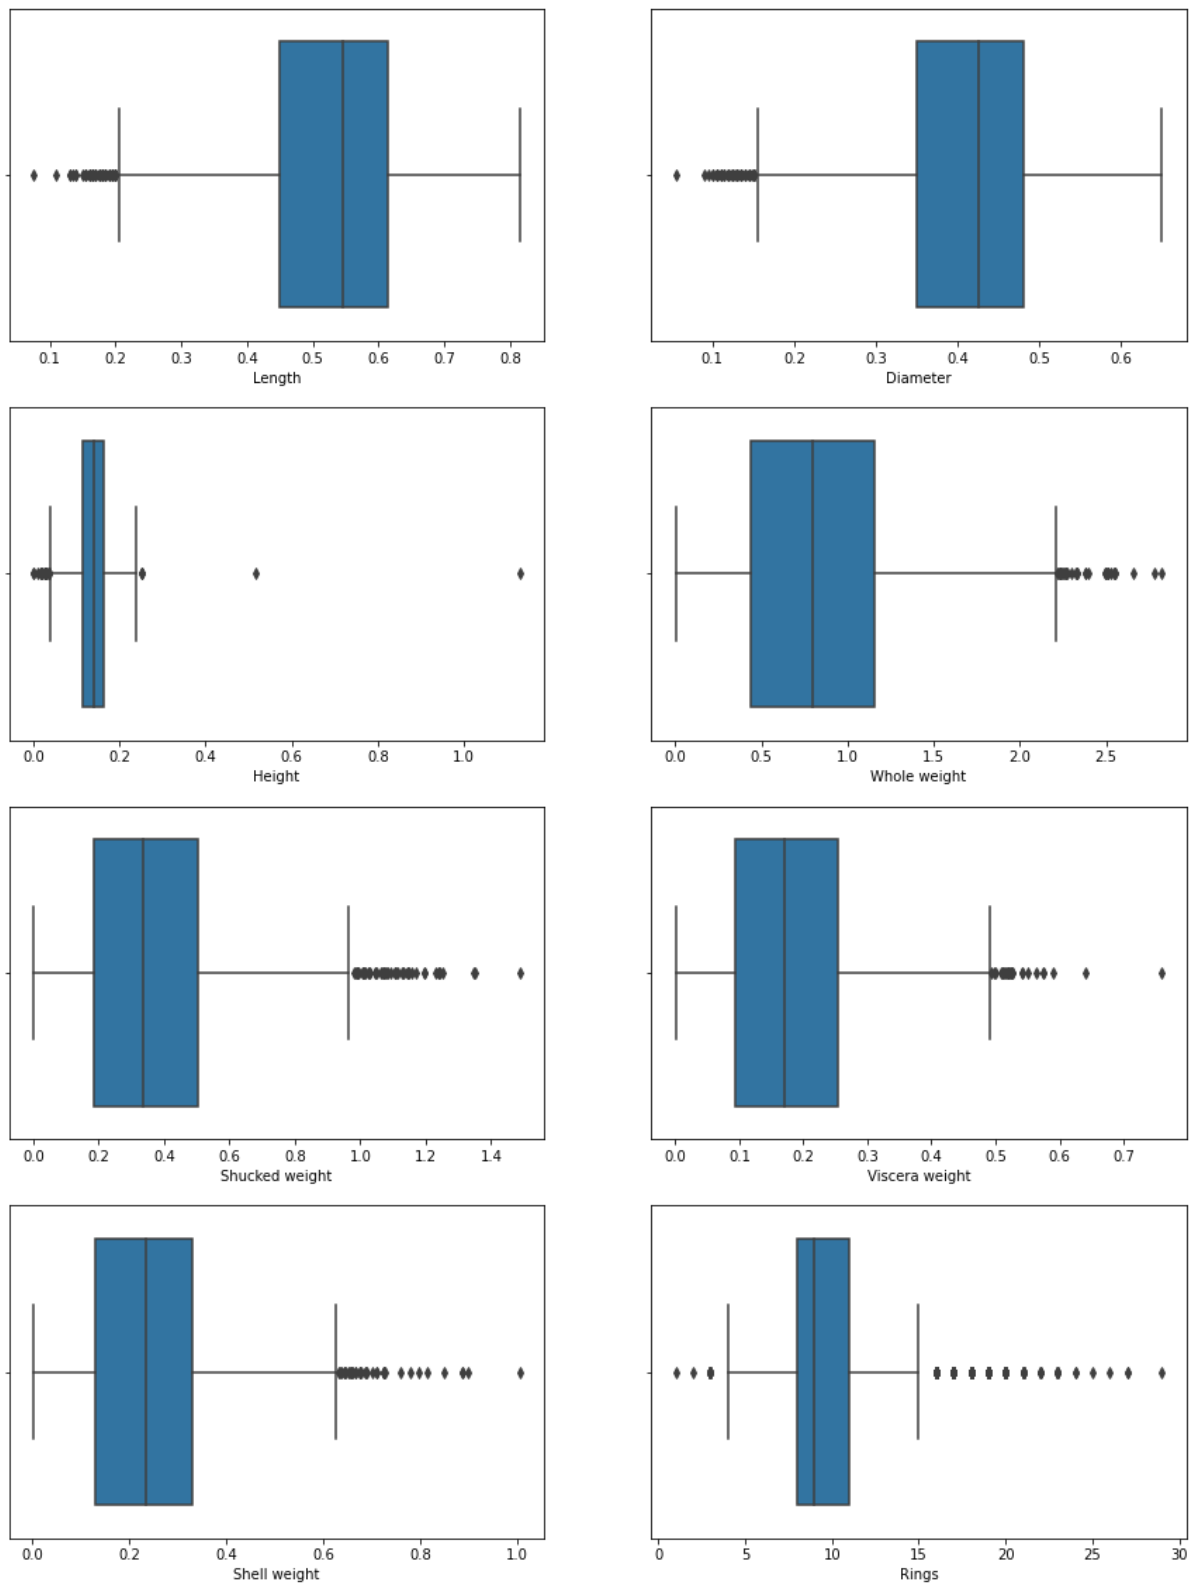 0.1 0.2 0.3 0.4 0.5 0.6 0.7 0.8
Length
0.1 0.2 0.3 0.4 0.5 0.6
Diameter
0.0 0.2 0.4 0.6 0.8 1.0
Height
0.0 0.5 1.0 1.5 2.0 2.5
Whole weight
0.0 0.2 0.4 0.6 0.8 1.0 1.2 1.4
Shucked weight
0.0 0.1 0.2 0.3 0.4 0.5 0.6 0.7
Viscera weight
0.0 0.2 0.4 0.6 0.8 1.0
Shell weight
0 5 10 15 20 25 30
Rings